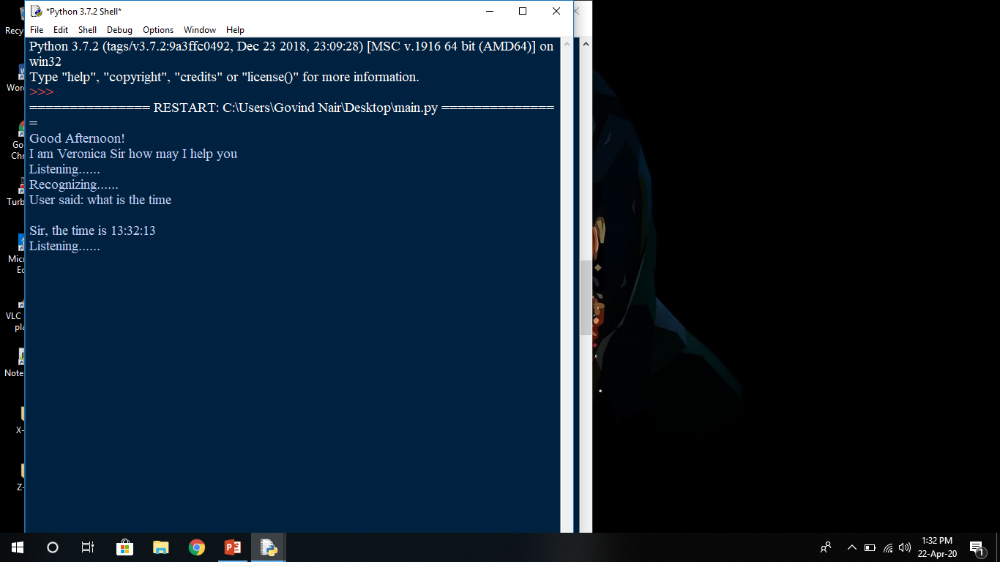 *Python 3.7.2 Shell*
File Edit Shell Debug Options Window Help
Python 3.7.2 (tags/v3.7.2:9a3ffc0492, Dec 23 2018, 23:09:28) [MSC v.1916 64 bit (AMD64)] on
win32
Type "help", "copyright", "credits" or "license()" for more information.
>>>
=============== RESTART: C:\Users\Govind Nair\Desktop\main.py ==============
=
Good Afternoon!
I am Veronica Sir how may I help you
Listening......
Recognizing......
User said: what is the time
Sir, the time is 13:32:13
Listening......
Recy
Wor
Go
Chr
Turb
Mic
Ed
VLC
pla
Note
X-
Z-
1:32 PM
22-Apr-20
1